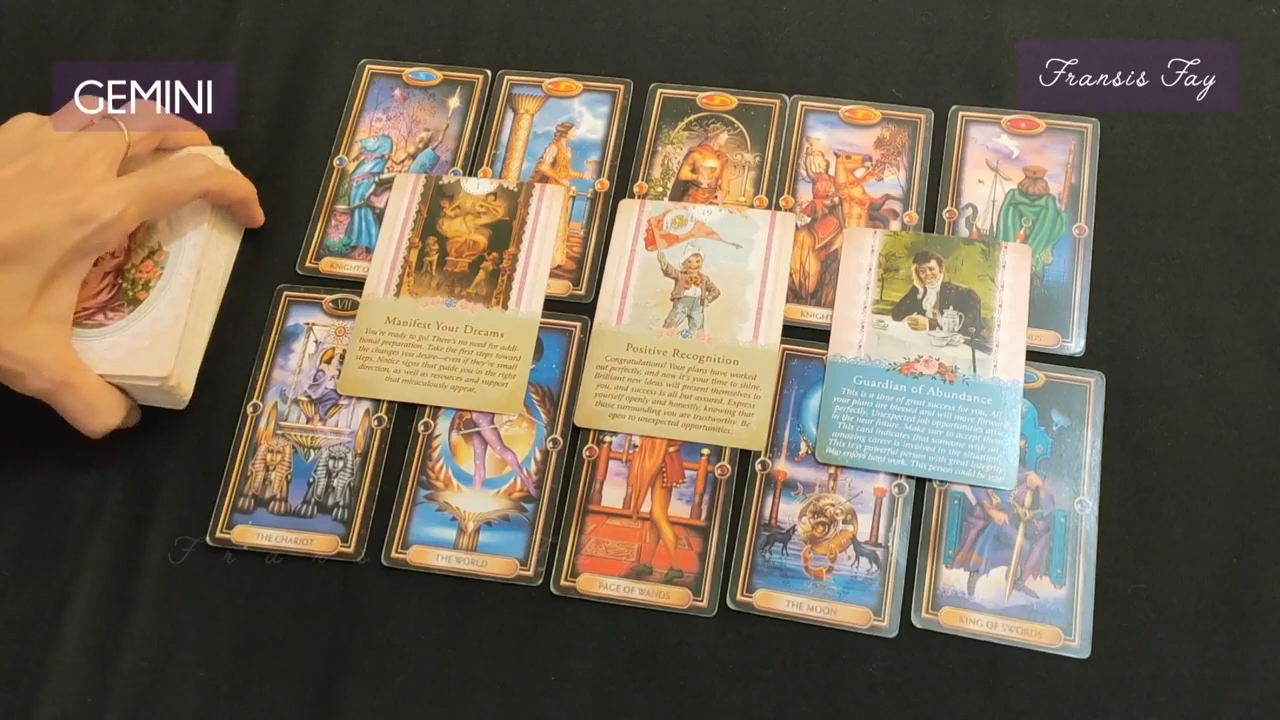 GEMINI
Fransis Fay
KNIGHT
KNIGHT
VII
19
Manifest Your Dreams
You're ready to go! There's no need for addi-
tional preparation. Take the first steps toward
the changes you desire—even if they're small
steps. Notice signs that guide you in the right
direction, as well as resources and support
that miraculously appear.
Positive Recognition
Congratulations! Your plans have worked
out perfectly, and now it's your time to shine.
Brilliant new ideas will present themselves to
you, and success is all but assured. Express
yourself openly and honestly, knowing that
those surrounding you are trustworthy. Be
open to unexpected opportunities.
Guardian of Abundance
This is a time of great success for you. All
your plans are blessed and will move forward
perfectly. Unexpected job opportunities arise
in the near future. Make sure to accept them.
This card indicates that someone with an
amazing career is involved in the situation.
This is a powerful person with great integrity
who enjoys hard work. This person could be you!
THE CHARIOT
THE WORLD
PAGE OF WANDS
THE MOON
KING OF SWORDS